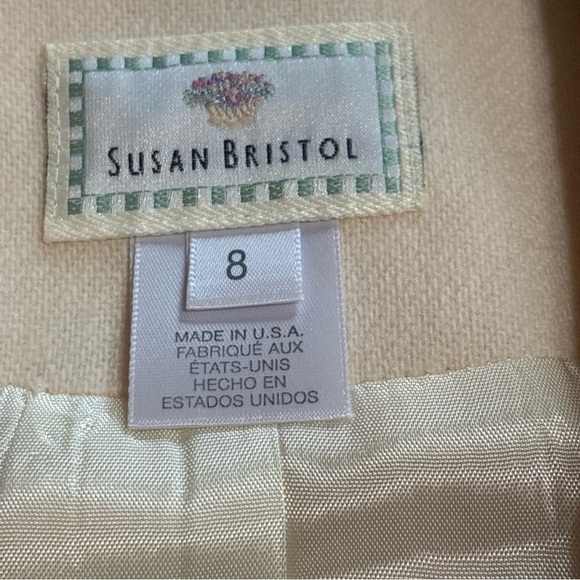 SUSAN BRISTOL
8
MADE IN U.S.A.
FABRIQUÉ AUX
ÉTATS-UNIS
HECHO EN
ESTADOS UNIDOS